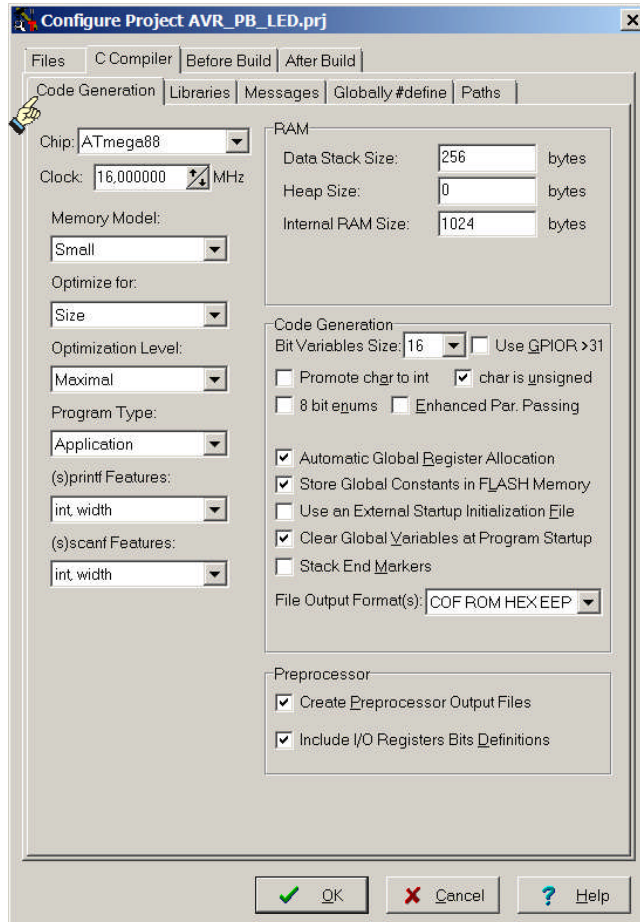 Configure Project AVR_PB_LED.prj
Files C Compiler Before Build After Build
Code Generation Libraries Messages Globally #define Paths
Chip: ATmega88
Clock: 16,000000 MHz
Memory Model:
Small
Optimize for:
Size
Optimization Level:
Maximal
Program Type:
Application
(s)printf Features:
int, width
(s)scanf Features:
int, width
RAM
Data Stack Size: 256 bytes
Heap Size: 0 bytes
Internal RAM Size: 1024 bytes
Code Generation
Bit Variables Size: 16 Use GPIOR >31
Promote char to int char is unsigned
8 bit enums Enhanced Par. Passing
Automatic Global Register Allocation
Store Global Constants in FLASH Memory
Use an External Startup Initialization File
Clear Global Variables at Program Startup
Stack End Markers
File Output Format(s): COF ROM HEX EEP
Preprocessor
Create Preprocessor Output Files
Include I/O Registers Bits Definitions
OK Cancel ? Help